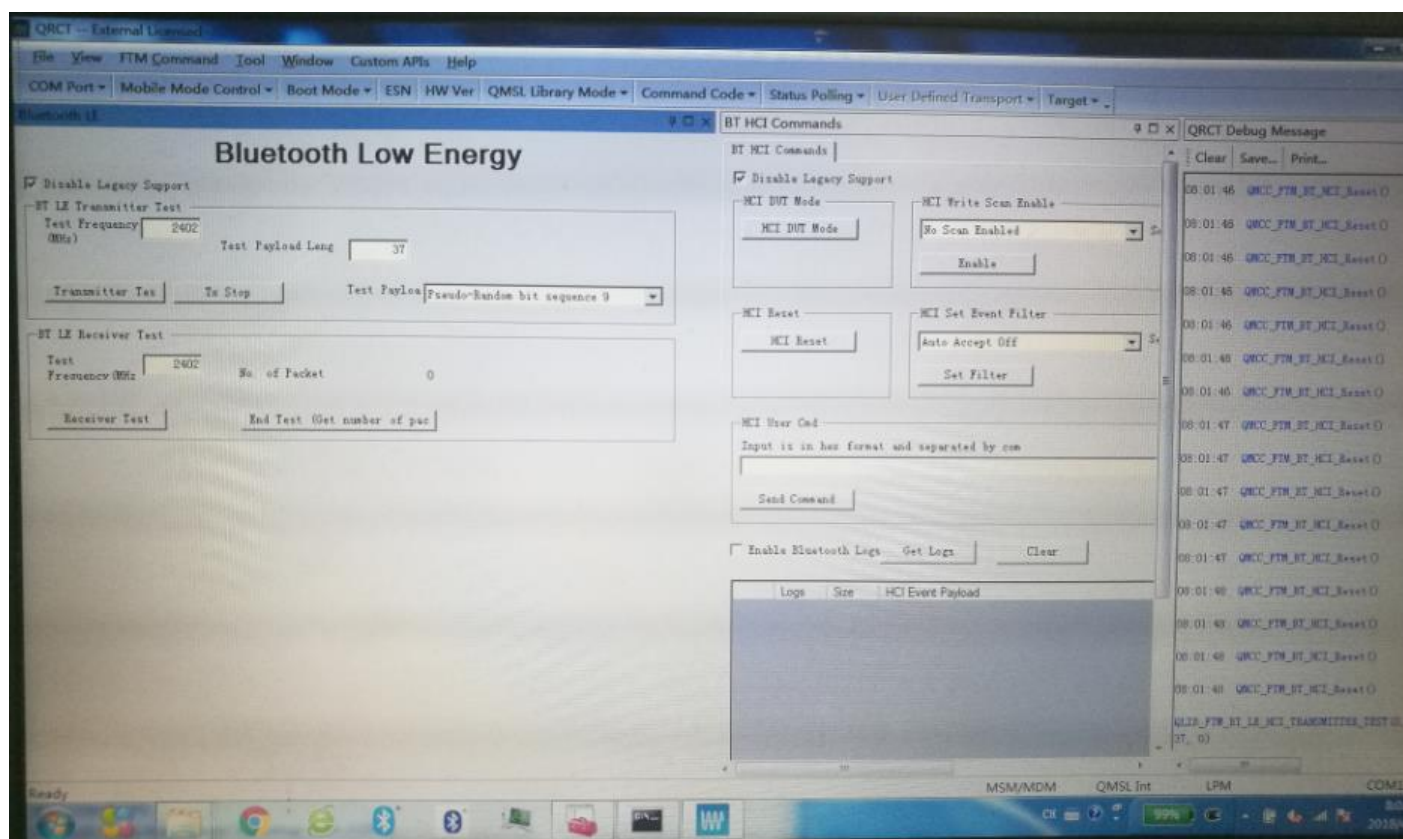 QRCT -- External Licensed
File View FTM Command Tool Window Custom APIs Help
COM Port Mobile Mode Control Boot Mode ESN HW Ver QMSL Library Mode Command Code Status Polling User Defined Transport Target
Bluetooth LE
Bluetooth Low Energy
Disable Legacy Support
BT LE Transmitter Test
Test Frequency (MHz) 2402
Test Payload Leng 37
Transmitter Tes Tx Stop Test Payloa Pseudo-Random bit sequence 9
BT LE Receiver Test
Test Frequency (MHz 2402
No. of Packet 0
Receiver Test End Test (Get number of pac
Ready
BT HCI Commands
BT HCI Commands
Disable Legacy Support
HCI DUT Mode
HCI DUT Mode
HCI Write Scan Enable
No Scan Enabled
Enable
HCI Reset
HCI Reset
HCI Set Event Filter
Auto Accept Off
Set Filter
HCI User Cmd
Input is in hex format and separated by com
Send Command
Enable Bluetooth Logs Get Logs Clear
Logs Size HCI Event Payload
QRCT Debug Message
Clear Save... Print...
08:01:46 QMCC_FTM_BT_HCI_Reset()
08:01:46 QMCC_FTM_BT_HCI_Reset()
08:01:46 QMCC_FTM_BT_HCI_Reset()
08:01:46 QMCC_FTM_BT_HCI_Reset()
08:01:46 QMCC_FTM_BT_HCI_Reset()
08:01:46 QMCC_FTM_BT_HCI_Reset()
08:01:46 QMCC_FTM_BT_HCI_Reset()
08:01:47 QMCC_FTM_BT_HCI_Reset()
08:01:47 QMCC_FTM_BT_HCI_Reset()
08:01:47 QMCC_FTM_BT_HCI_Reset()
08:01:47 QMCC_FTM_BT_HCI_Reset()
08:01:47 QMCC_FTM_BT_HCI_Reset()
08:01:48 QMCC_FTM_BT_HCI_Reset()
08:01:48 QMCC_FTM_BT_HCI_Reset()
08:01:48 QMCC_FTM_BT_HCI_Reset()
08:01:48 QMCC_FTM_BT_HCI_Reset()
37, 0)
MSM/MDM QMSL Int LPM
CH 99%